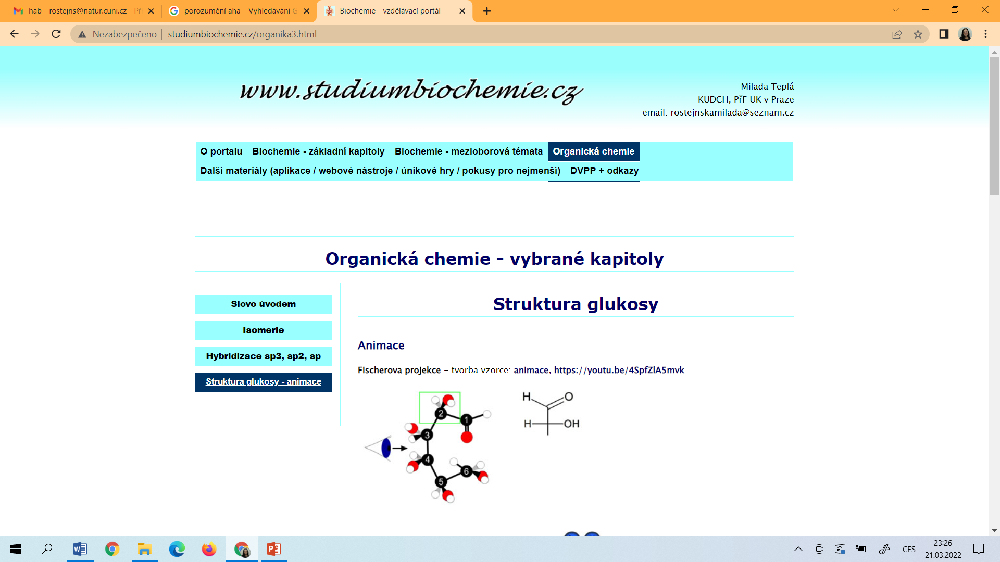 hab - rostejns@natur.cuni.cz - Př
porozumění aha – Vyhledávání G
Biochemie - vzdělávací portál
Nezabezpečeno
studiumbiochemie.cz/organika3.html
www.studiumbiochemie.cz
Milada Teplá
KUDCH, PřF UK v Praze
email: rostejnskamilada@seznam.cz
O portalu Biochemie - základní kapitoly Biochemie - mezioborová témata Organická chemie
Další materiály (aplikace / webové nástroje / únikové hry / pokusy pro nejmenší) DVPP + odkazy
Organická chemie - vybrané kapitoly
Slovo úvodem
Isomerie
Hybridizace sp3, sp2, sp
Struktura glukosy - animace
Struktura glukosy
Animace
Fischerova projekce - tvorba vzorce: animace, https://youtu.be/4SpfZlA5mvk
2
1
3
4
5
6
H O
H OH
CES
23:26
21.03.2022